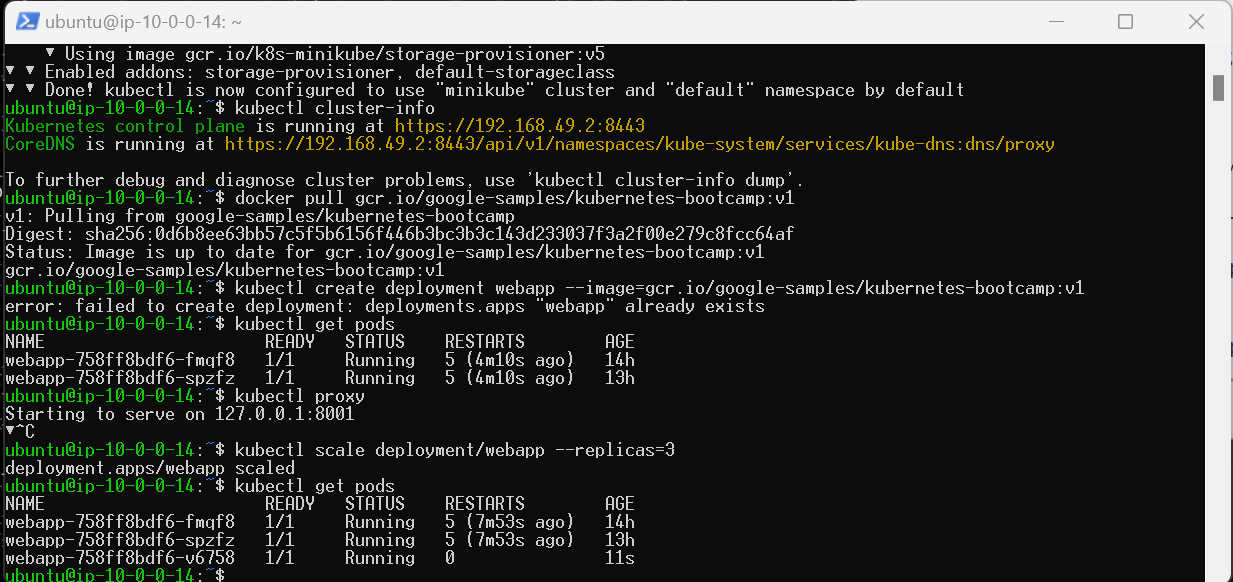 ubuntu@ip-10-0-0-14: ~
▼ Using image gcr.io/k8s-minikube/storage-provisioner:v5
▼ ▼ Enabled addons: storage-provisioner, default-storageclass
▼ ▼ Done! kubectl is now configured to use "minikube" cluster and "default" namespace by default
ubuntu@ip-10-0-0-14:~$ kubectl cluster-info
Kubernetes control plane is running at https://192.168.49.2:8443
CoreDNS is running at https://192.168.49.2:8443/api/v1/namespaces/kube-system/services/kube-dns:dns/proxy
To further debug and diagnose cluster problems, use 'kubectl cluster-info dump'.
ubuntu@ip-10-0-0-14:~$ docker pull gcr.io/google-samples/kubernetes-bootcamp:v1
v1: Pulling from google-samples/kubernetes-bootcamp
Digest: sha256:0d6b8ee63bb57c5f5b6156f446b3bc3b3c143d233037f3a2f00e279c8fcc64af
Status: Image is up to date for gcr.io/google-samples/kubernetes-bootcamp:v1
gcr.io/google-samples/kubernetes-bootcamp:v1
ubuntu@ip-10-0-0-14:~$ kubectl create deployment webapp --image=gcr.io/google-samples/kubernetes-bootcamp:v1
error: failed to create deployment: deployments.apps "webapp" already exists
ubuntu@ip-10-0-0-14:~$ kubectl get pods
NAME READY STATUS RESTARTS AGE
webapp-758ff8bdf6-fmqf8 1/1 Running 5 (4m10s ago) 14h
webapp-758ff8bdf6-spzfz 1/1 Running 5 (4m10s ago) 13h
ubuntu@ip-10-0-0-14:~$ kubectl proxy
Starting to serve on 127.0.0.1:8001
▼^C
ubuntu@ip-10-0-0-14:~$ kubectl scale deployment/webapp --replicas=3
deployment.apps/webapp scaled
ubuntu@ip-10-0-0-14:~$ kubectl get pods
NAME READY STATUS RESTARTS AGE
webapp-758ff8bdf6-fmqf8 1/1 Running 5 (7m53s ago) 14h
webapp-758ff8bdf6-spzfz 1/1 Running 5 (7m53s ago) 13h
webapp-758ff8bdf6-v6758 1/1 Running 0 11s
ubuntu@ip-10-0-0-14:~$